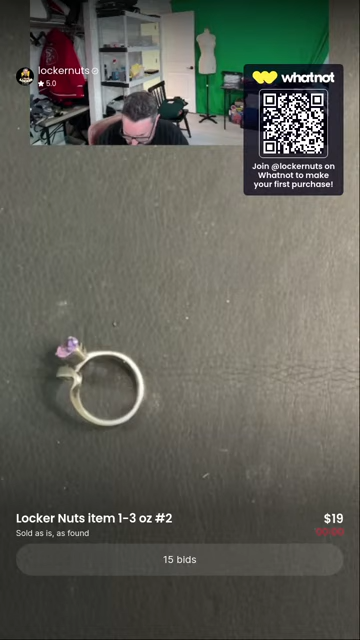 lockernuts
★ 5.0
whatnot
Join @lockernuts on
Whatnot to make
your first purchase!
Locker Nuts item 1-3 oz #2
$19
Sold as is, as found
15 bids